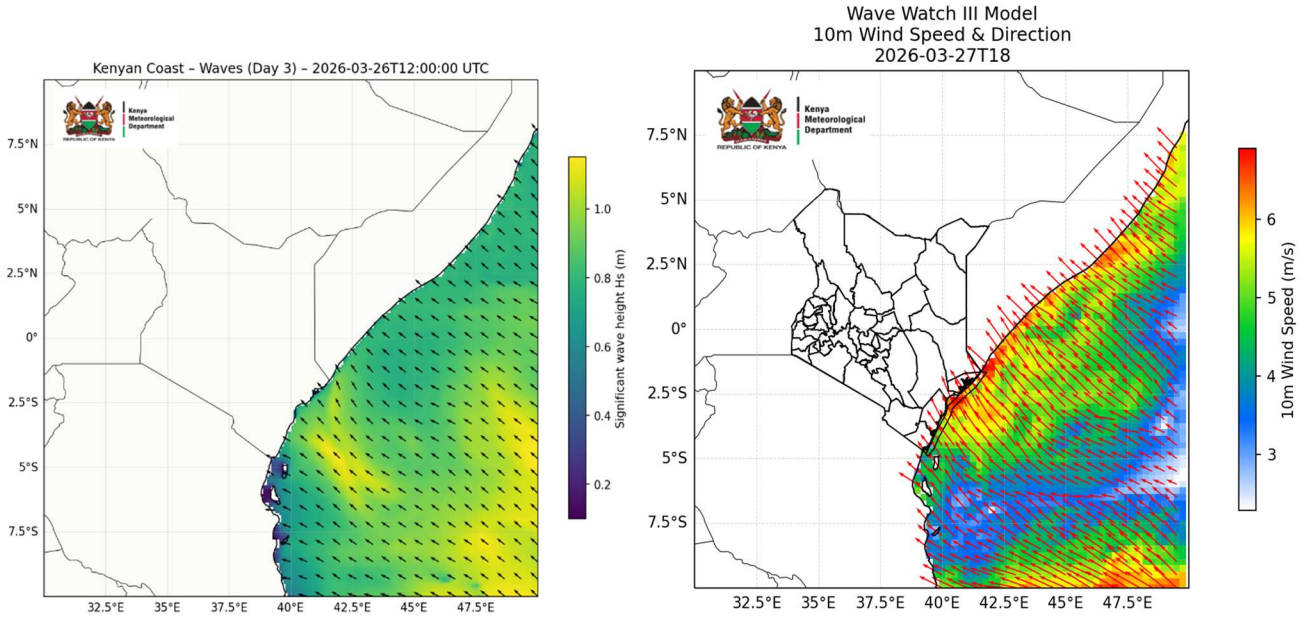 Kenyan Coast – Waves (Day 3) – 2026-03-26T12:00:00 UTC
Kenya
Meteorological
Department
REPUBLIC OF KENYA
7.5°N
5°N
2.5°N
0°
2.5°S
5°S
7.5°S
32.5°E 35°E 37.5°E 40°E 42.5°E 45°E 47.5°E
1.0
0.8
0.6
0.4
0.2
Significant wave height Hs (m)
Wave Watch III Model
10m Wind Speed & Direction
2026-03-27T18
Kenya
Meteorological
Department
REPUBLIC OF KENYA
7.5°N
5°N
2.5°N
0°
2.5°S
5°S
7.5°S
32.5°E 35°E 37.5°E 40°E 42.5°E 45°E 47.5°E
6
5
4
3
10m Wind Speed (m/s)